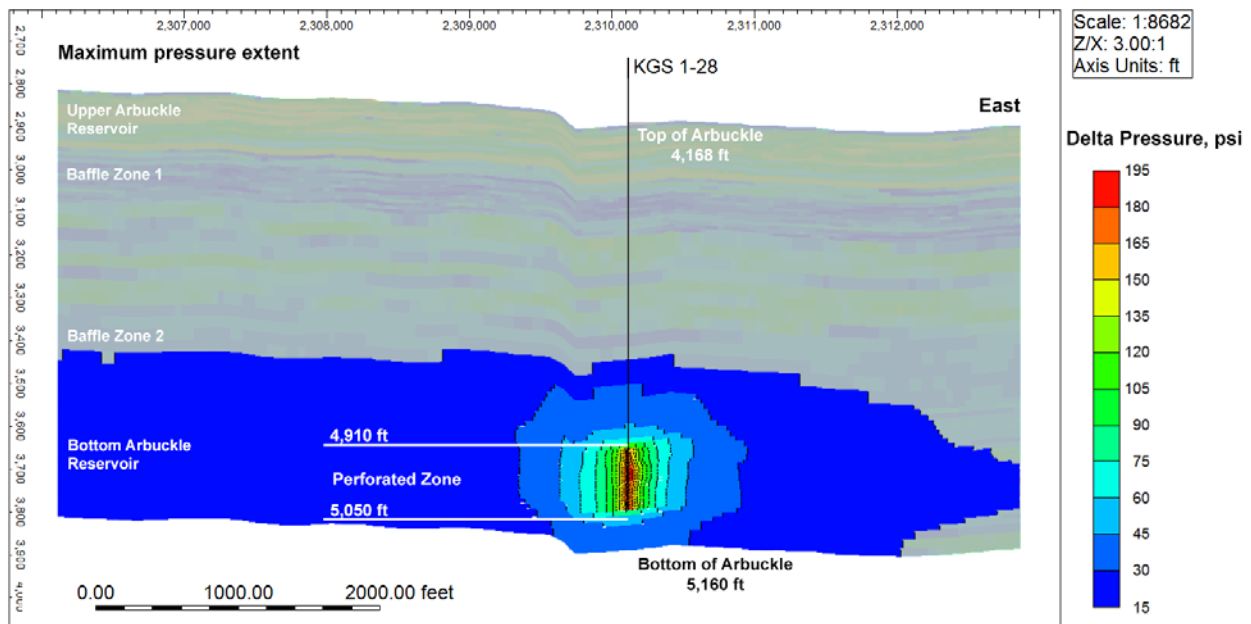 2,307,000
2,308,000
2,309,000
2,310,000
2,311,000
2,312,000
Scale: 1:8682
Z/X: 3.00:1
Axis Units: ft
Maximum pressure extent
KGS 1-28
East
Upper Arbuckle
Reservoir
Top of Arbuckle
4,168 ft
Baffle Zone 1
Baffle Zone 2
Delta Pressure, psi
195
180
165
150
135
120
105
90
75
60
45
30
15
2,700
2,800
2,900
3,000
3,100
3,200
3,300
3,400
3,500
3,600
3,700
3,800
3,900
4,000
4,910 ft
Bottom Arbuckle
Reservoir
Perforated Zone
5,050 ft
Bottom of Arbuckle
5,160 ft
0.00
1000.00
2000.00 feet